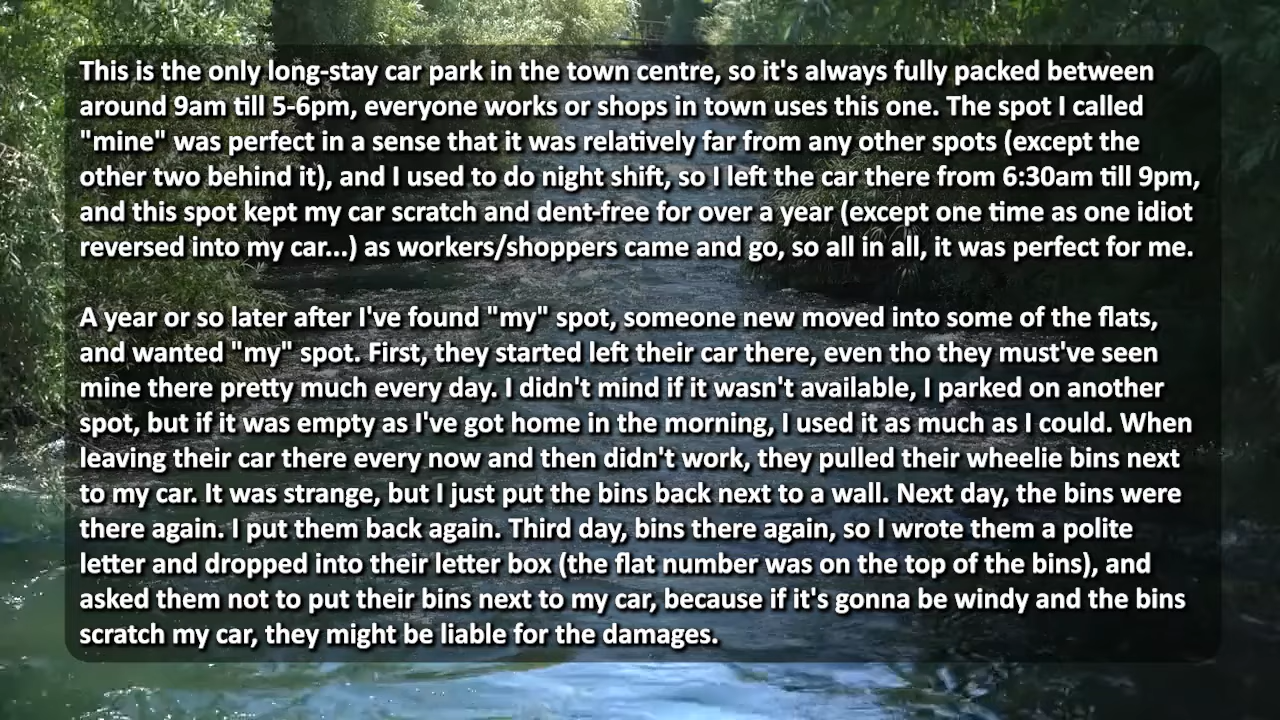 This is the only long-stay car park in the town centre, so it's always fully packed between
around 9am till 5-6pm, everyone works or shops in town uses this one. The spot I called
"mine" was perfect in a sense that it was relatively far from any other spots (except the
other two behind it), and I used to do night shift, so I left the car there from 6:30am till 9pm,
and this spot kept my car scratch and dent-free for over a year (except one time as one idiot
reversed into my car...) as workers/shoppers came and go, so all in all, it was perfect for me.
A year or so later after I've found "my" spot, someone new moved into some of the flats,
and wanted "my" spot. First, they started left their car there, even tho they must've seen
mine there pretty much every day. I didn't mind if it wasn't available, I parked on another
spot, but if it was empty as I've got home in the morning, I used it as much as I could. When
leaving their car there every now and then didn't work, they pulled their wheelie bins next
to my car. It was strange, but I just put the bins back next to a wall. Next day, the bins were
there again. I put them back again. Third day, bins there again, so I wrote them a polite
letter and dropped into their letter box (the flat number was on the top of the bins), and
asked them not to put their bins next to my car, because if it's gonna be windy and the bins
scratch my car, they might be liable for the damages.